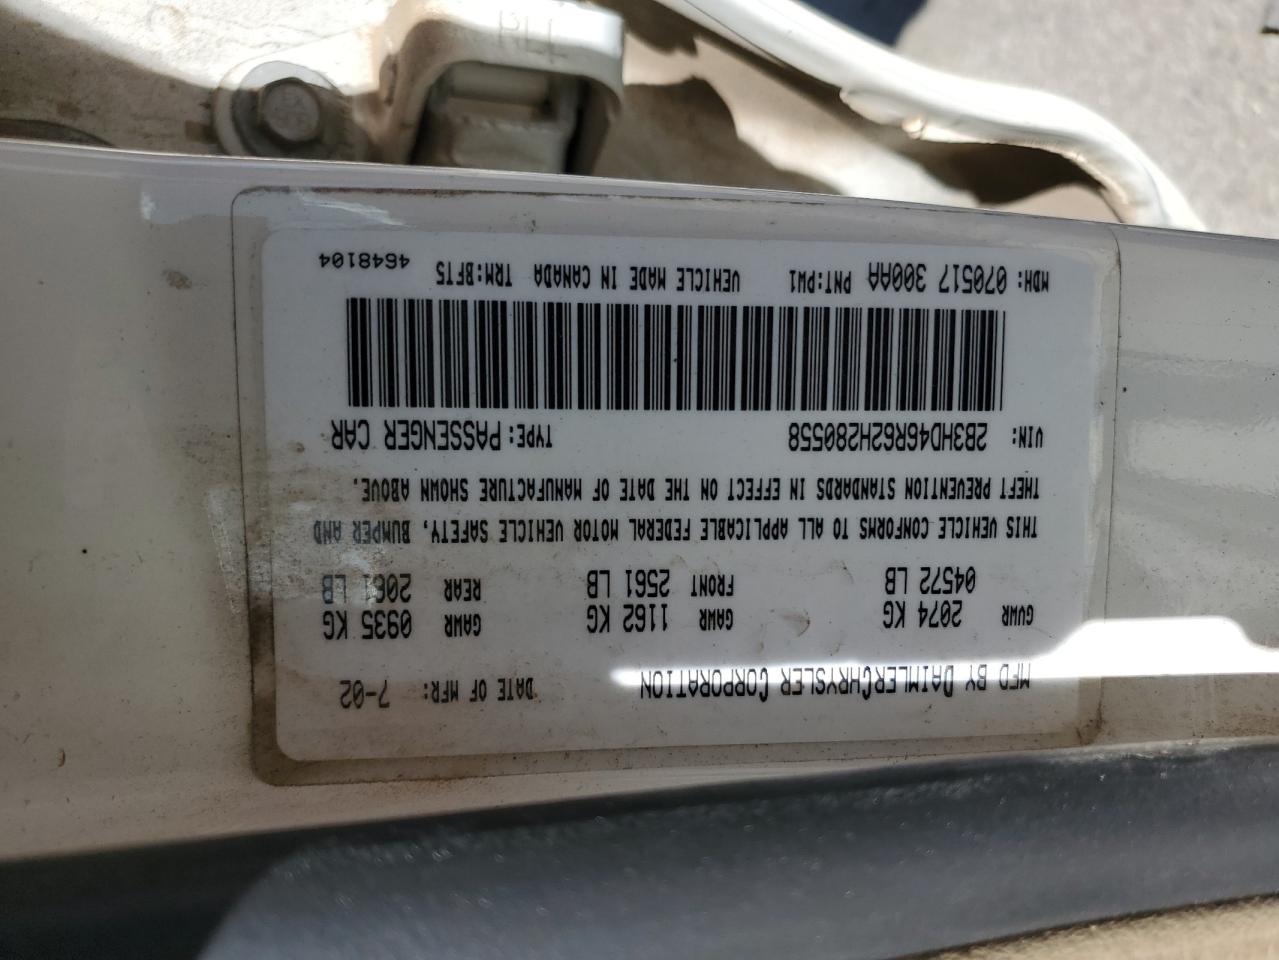 MFD BY DAIMLERCHRYSLER CORPORATION DATE OF MFR: 7-02
GVWR 2074 KG GAWR 1162 KG GAWR 0935 KG
04572 LB FRONT 2561 LB REAR 2061 LB
THIS VEHICLE CONFORMS TO ALL APPLICABLE FEDERAL MOTOR VEHICLE SAFETY, BUMPER AND
THEFT PREVENTION STANDARDS IN EFFECT ON THE DATE OF MANUFACTURE SHOWN ABOVE.
VIN: 2B3HD46R62H280558 TYPE: PASSENGER CAR
MDH: 070517 300AA PNT:PW1 VEHICLE MADE IN CANADA TRM:BFT5 4648104